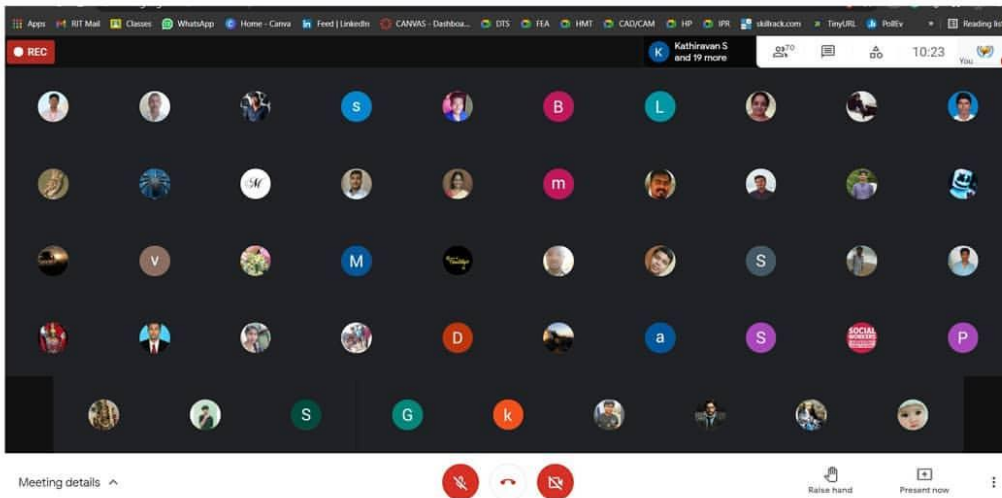 Apps RIT Mail Classes WhatsApp Home - Canva Feed | LinkedIn CANVAS - Dashboa... DTS FEA HMT CAD/CAM HP IPR skillrack.com TinyURL PollEv » Reading list
REC K Kathiravan S 70 10:23 You
and 19 more
s B L
M m
v M S
D a S SOCIAL WORKERS P
S G k
Meeting details Raise hand Present now